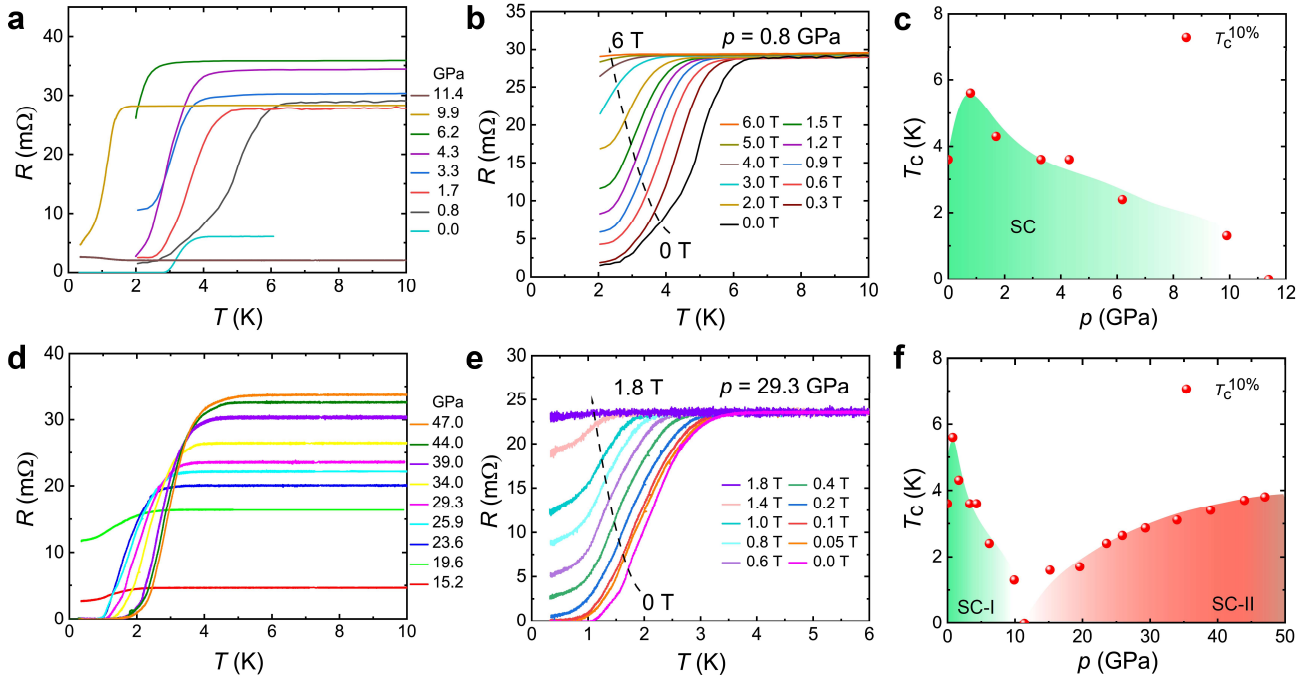 a
R (mΩ)
40
30
20
10
0
0 2 4 6 8 10
T (K)
GPa
11.4
9.9
6.2
4.3
3.3
1.7
0.8
0.0
b
R (mΩ)
35
30
25
20
15
10
5
0
6 T
p = 0.8 GPa
6.0 T 1.5 T
5.0 T 1.2 T
4.0 T 0.9 T
3.0 T 0.6 T
2.0 T 0.3 T
0.0 T
0 T
0 2 4 6 8 10
T (K)
c
Tc (K)
8
6
4
2
0
Tc10%
SC
0 2 4 6 8 10 12
p (GPa)
d
R (mΩ)
40
30
20
10
0
0 2 4 6 8 10
T (K)
GPa
47.0
44.0
39.0
34.0
29.3
25.9
23.6
19.6
15.2
e
R (mΩ)
30
25
20
15
10
5
0
1.8 T
p = 29.3 GPa
1.8 T 0.4 T
1.4 T 0.2 T
1.0 T 0.1 T
0.8 T 0.05 T
0.6 T 0.0 T
0 T
0 1 2 3 4 5 6
T (K)
f
Tc (K)
8
6
4
2
0
Tc10%
SC-I
SC-II
0 10 20 30 40 50
p (GPa)